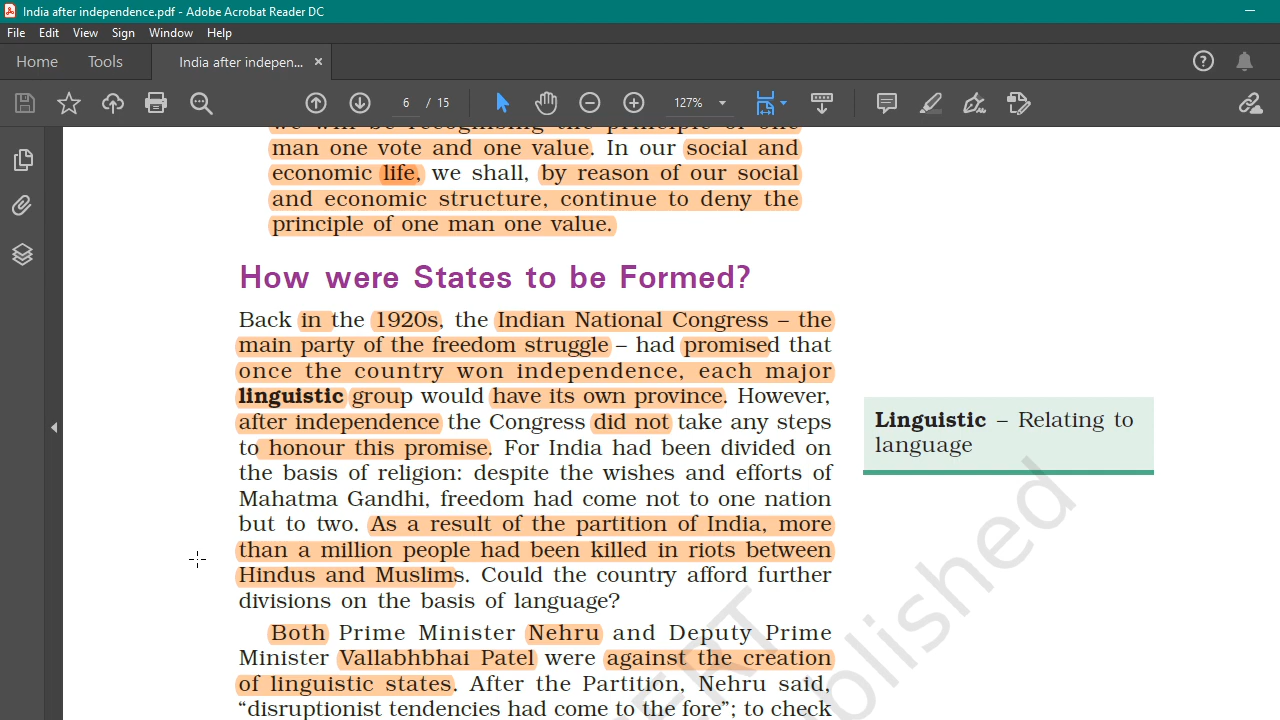 India after independence.pdf - Adobe Acrobat Reader DC
File Edit View Sign Window Help
Home Tools India after indepen... ×
6 / 15 127%
we will be recognising the principle of one
man one vote and one value. In our social and
economic life, we shall, by reason of our social
and economic structure, continue to deny the
principle of one man one value.
How were States to be Formed?
Back in the 1920s, the Indian National Congress – the
main party of the freedom struggle – had promised that
once the country won independence, each major
linguistic group would have its own province. However,
after independence the Congress did not take any steps
to honour this promise. For India had been divided on
the basis of religion: despite the wishes and efforts of
Mahatma Gandhi, freedom had come not to one nation
but to two. As a result of the partition of India, more
than a million people had been killed in riots between
Hindus and Muslims. Could the country afford further
divisions on the basis of language?
Both Prime Minister Nehru and Deputy Prime
Minister Vallabhbhai Patel were against the creation
of linguistic states. After the Partition, Nehru said,
“disruptionist tendencies had come to the fore”; to check
Linguistic – Relating to
language
ERT
blished